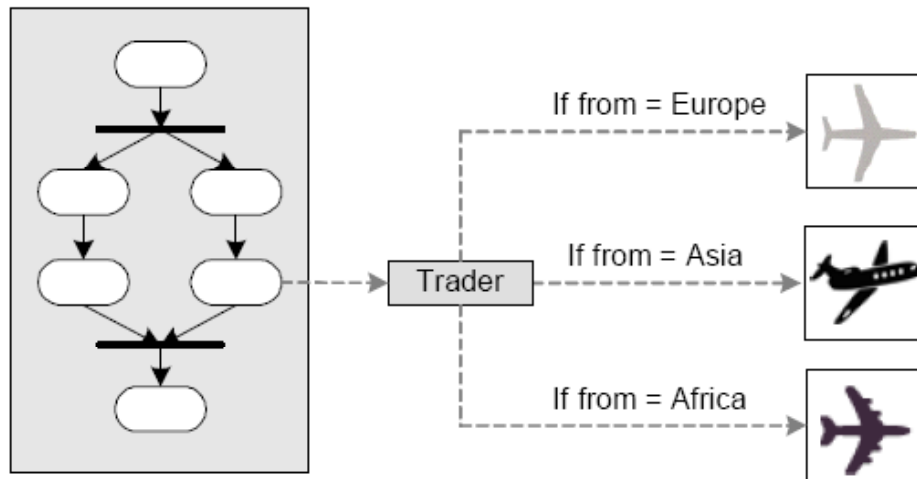 If from = Europe
If from = Asia
Trader
If from = Africa